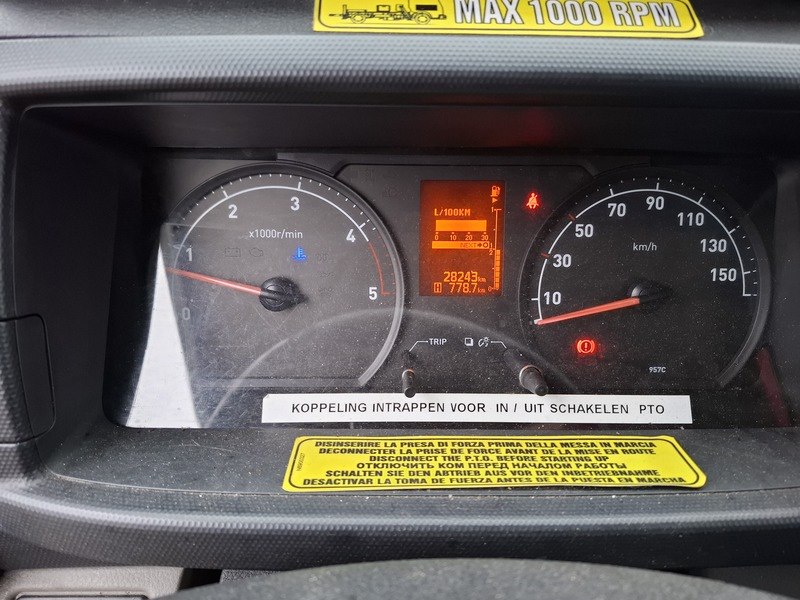 MAX 1000 RPM
1
2
3
4
5
0
x1000r/min
L/100KM
0 10 20 30
28243km
778.7km
10
30
50
70
90
110
130
150
km/h
957C
TRIP
KOPPELING INTRAPPEN VOOR IN / UIT SCHAKELEN PTO
DISINSERIRE LA PRESA DI FORZA PRIMA DELLA MESSA IN MARCIA
DECONNECTER LA PRISE DE FORCE AVANT DE LA MISE EN ROUTE
DISCONNECT THE P.T.O. BEFORE STARTING UP
ОТКЛЮЧИТЬ КОМ ПЕРЕД НАЧАЛОМ РАБОТЫ
SCHALTEN SIE DEN ABTRIEB AUS VOR DEM INBETRIEBNAHME
DESACTIVAR LA TOMA DE FUERZA ANTES DE LA PUESTA EN MARCHA